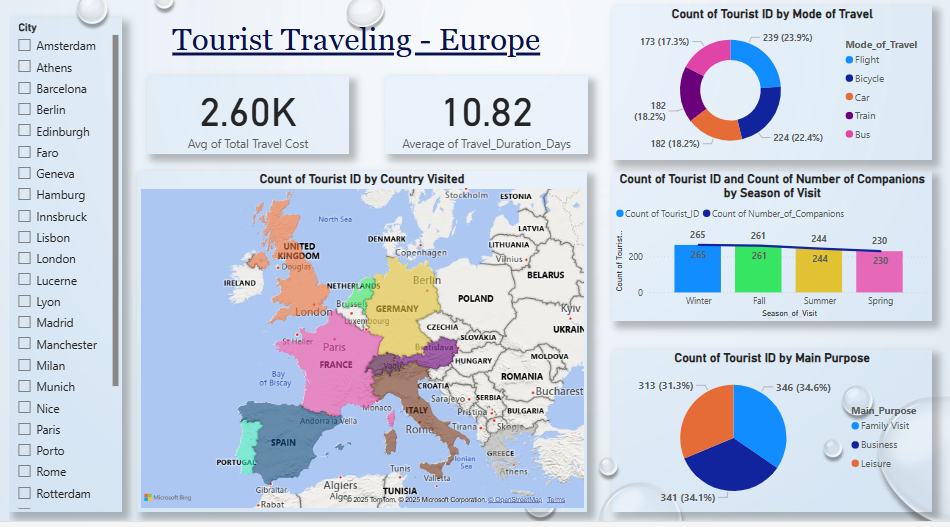 City
Amsterdam
Athens
Barcelona
Berlin
Edinburgh
Faro
Geneva
Hamburg
Innsbruck
Lisbon
London
Lucerne
Lyon
Madrid
Manchester
Milan
Munich
Nice
Paris
Porto
Rome
Rotterdam
Tourist Traveling - Europe
2.60K
Avg of Total Travel Cost
10.82
Average of Travel_Duration_Days
Count of Tourist ID by Country Visited
Stockholm
ESTONIA
North Sea
LATVIA
DENMARK
Copenhagen
LITHUANIA
Vilnius
UNITED
KINGDOM
Douglas
IRELAND
NETHERLANDS
Berlin
BELARUS
POLAND
London
Brussels
GERMANY
Kyiv
Luxembourg
CZECHIA
UKRAIN
St Helier
Paris
SLOVAKIA
Bratislava
FRANCE
Vaduz
HUNGARY
MOLDOVA
Bay
of Biscay
CROATIA
ROMANIA
Bucharest
Monaco
ITALY
Sarajevo
SERBIA
Pristina
BULGARIA
Andorra la Vella
Rome
Tirana
Skopje
SPAIN
PORTUGAL
GREECE
Ionian
Sea
Athens
Tunis
Valletta
Gibraltar
Algiers
Alger
TUNISIA
Rabat
Microsoft Bing
© 2025 TomTom, © 2025 Microsoft Corporation, © OpenStreetMap Terms
Count of Tourist ID by Mode of Travel
239 (23.9%)
173 (17.3%)
182
(18.2%)
182 (18.2%)
224 (22.4%)
Mode_of_Travel
Flight
Bicycle
Car
Train
Bus
Count of Tourist ID and Count of Number of Companions
by Season of Visit
Count of Tourist_ID Count of Number_of_Companions
Count of Tourist...
200
0
265 261 244 230
265 261 244 230
Winter Fall Summer Spring
Season_of_Visit
Count of Tourist ID by Main Purpose
313 (31.3%)
346 (34.6%)
341 (34.1%)
Main_Purpose
Family Visit
Business
Leisure